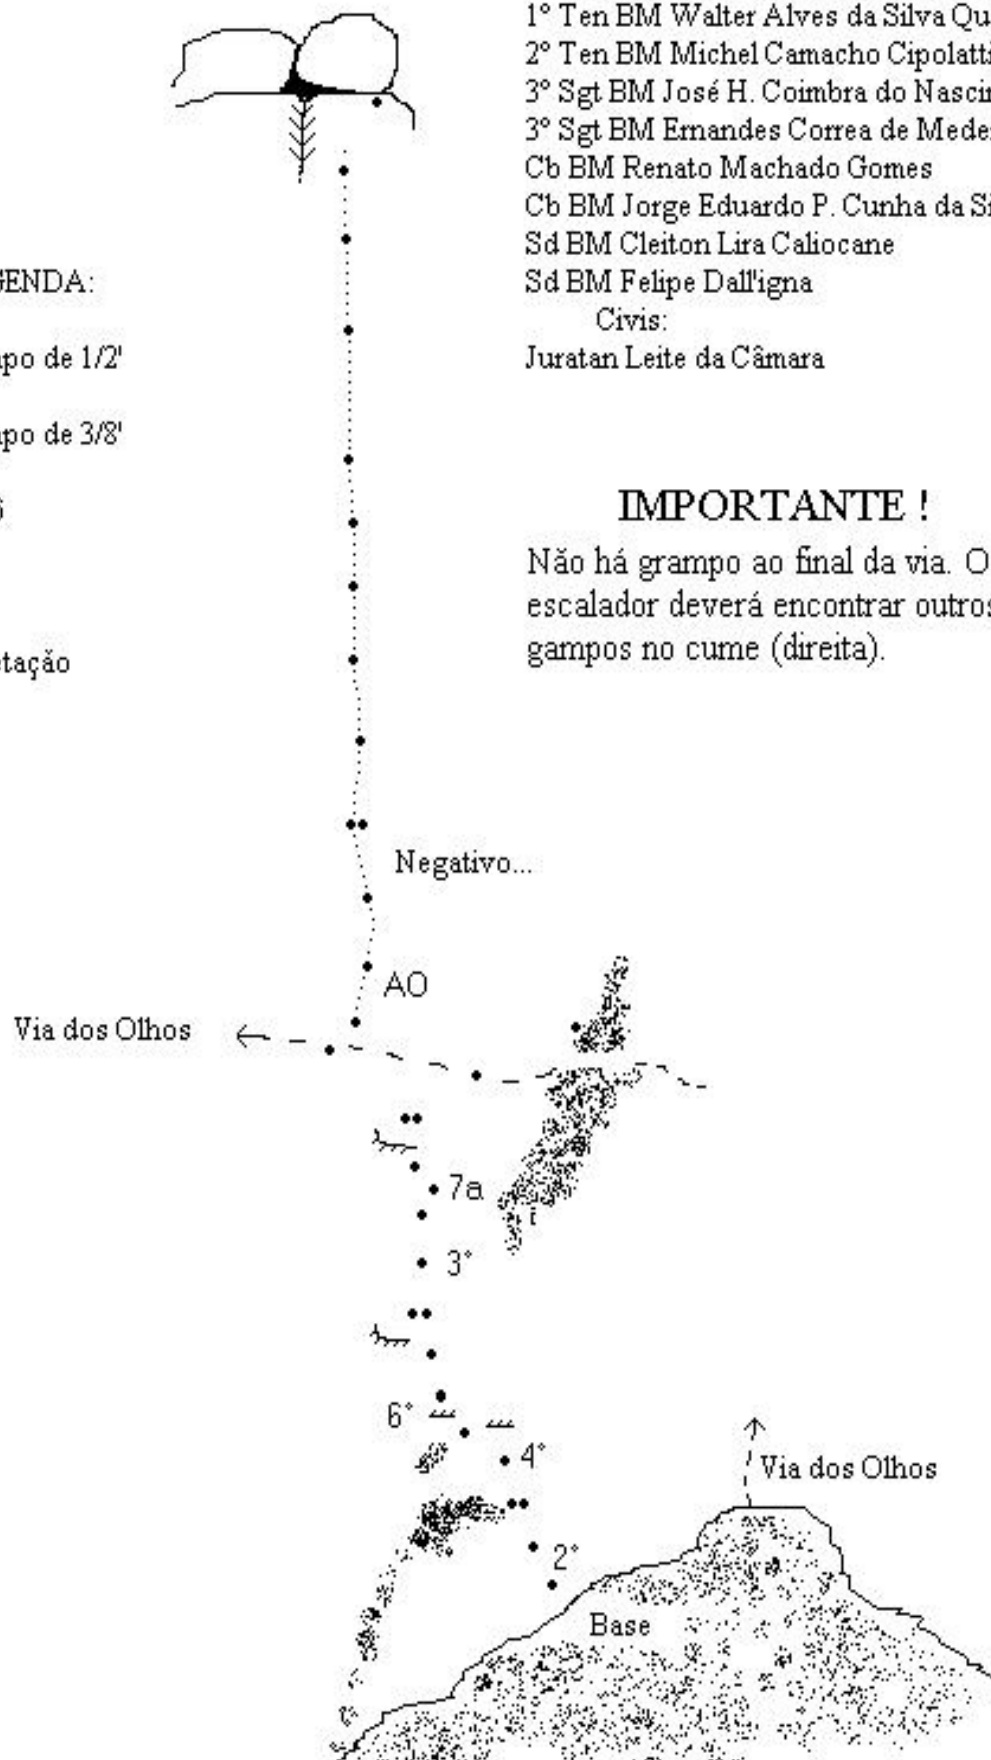 1° Ten BM Walter Alves da Silva Qu
2° Ten BM Michel Camacho Cipolatti
3° Sgt BM José H. Coimbra do Nascin
3° Sgt BM Ernandes Correa de Mede
Cb BM Renato Machado Gomes
Cb BM Jorge Eduardo P. Cunha da Si
Sd BM Cleiton Lira Caliocane
Sd BM Felipe Dall'igna
Civis:
Juratan Leite da Câmara
GENDA:
po de 1/2'
po de 3/8'
tação
IMPORTANTE !
Não há grampo ao final da via. O
escalador deverá encontrar outros
gampos no cume (direita).
Negativo...
AO
Via dos Olhos
7a
3°
6°
4°
Via dos Olhos
2°
Base